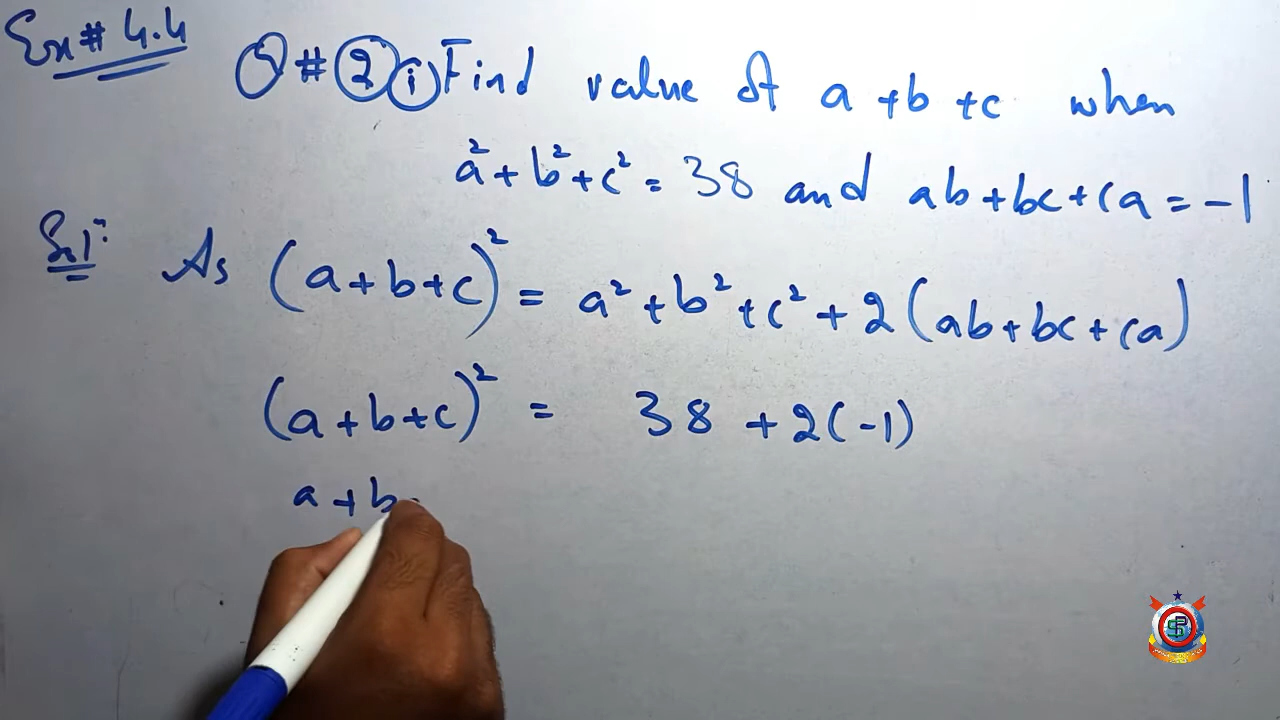 Ex# 4.4
Q # 2 i Find value of a + b + c when
a² + b² + c² = 38 and ab + bc + ca = -1
Sol:
As (a + b + c)² = a² + b² + c² + 2(ab + bc + ca)
(a + b + c)² = 38 + 2(-1)
a + b